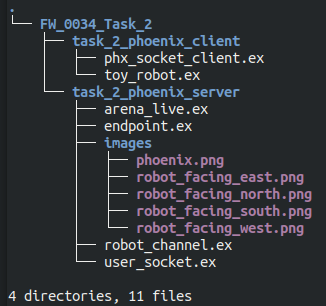 .
└── FW_0034_Task_2
    ├── task_2_phoenix_client
    │   ├── phx_socket_client.ex
    │   └── toy_robot.ex
    └── task_2_phoenix_server
        ├── arena_live.ex
        ├── endpoint.ex
        ├── images
        │   ├── phoenix.png
        │   ├── robot_facing_east.png
        │   ├── robot_facing_north.png
        │   ├── robot_facing_south.png
        │   └── robot_facing_west.png
        ├── robot_channel.ex
        └── user_socket.ex
4 directories, 11 files